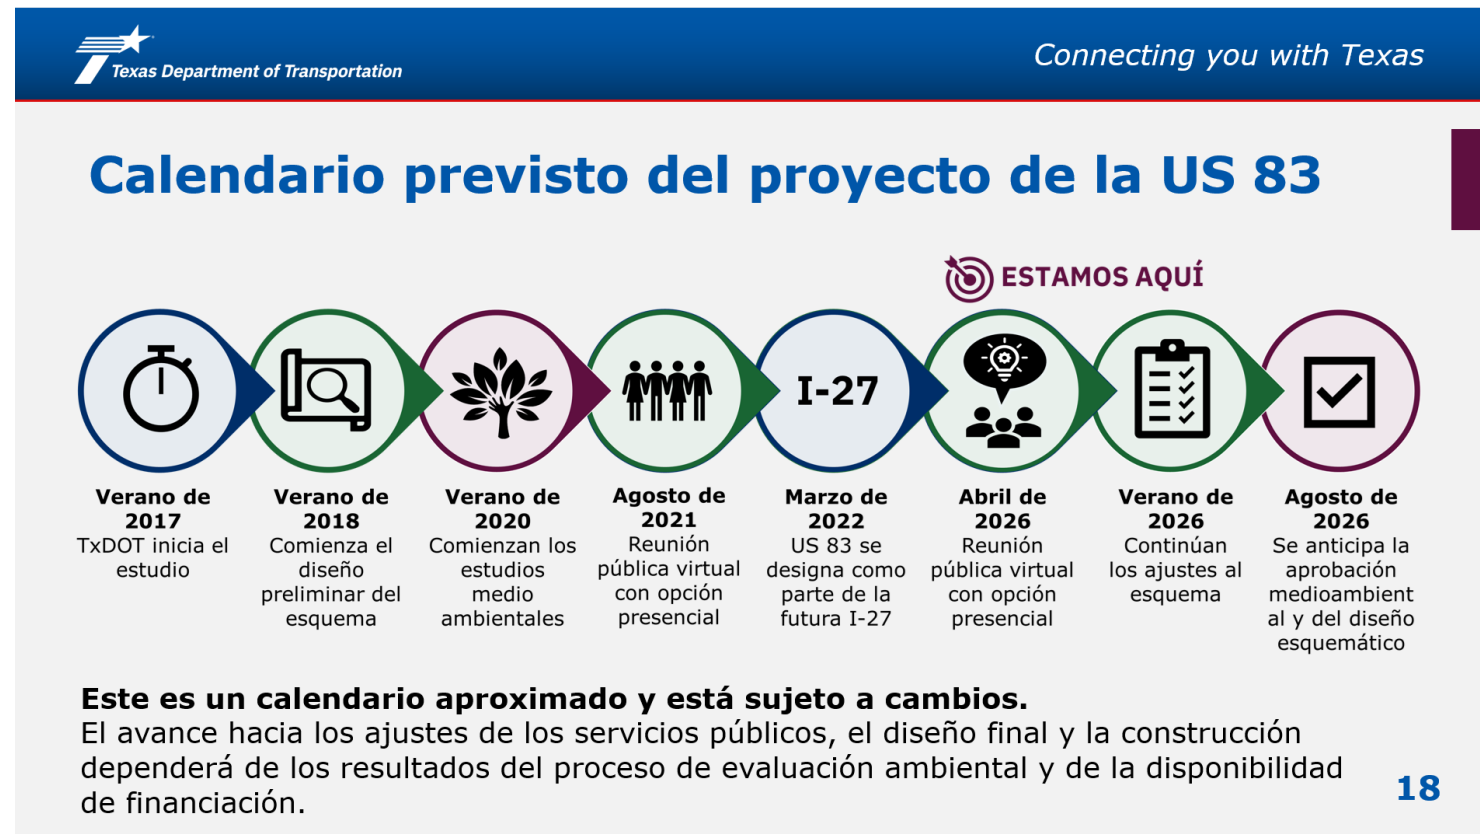 Texas Department of Transportation
Connecting you with Texas
Calendario previsto del proyecto de la US 83
ESTAMOS AQUÍ
I-27
Verano de
2017
TxDOT inicia el
estudio
Verano de
2018
Comienza el
diseño
preliminar del
esquema
Verano de
2020
Comienzan los
estudios
medio
ambientales
Agosto de
2021
Reunión
pública virtual
con opción
presencial
Marzo de
2022
US 83 se
designa como
parte de la
futura I-27
Abril de
2026
Reunión
pública virtual
con opción
presencial
Verano de
2026
Continúan
los ajustes al
esquema
Agosto de
2026
Se anticipa la
aprobación
medioambient
al y del diseño
esquemático
Este es un calendario aproximado y está sujeto a cambios.
El avance hacia los ajustes de los servicios públicos, el diseño final y la construcción
dependerá de los resultados del proceso de evaluación ambiental y de la disponibilidad
de financiación.
18